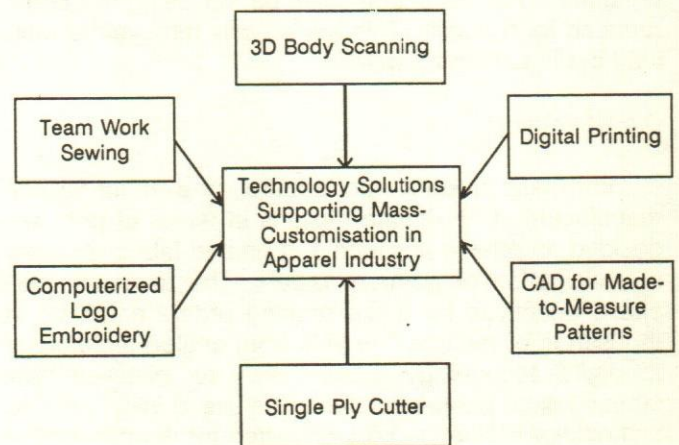 3D Body Scanning
Team Work
Sewing
Digital Printing
Technology Solutions
Supporting Mass-
Customisation in
Apparel Industry
Computerized
Logo
Embroidery
CAD for Made-
to-Measure
Patterns
Single Ply Cutter